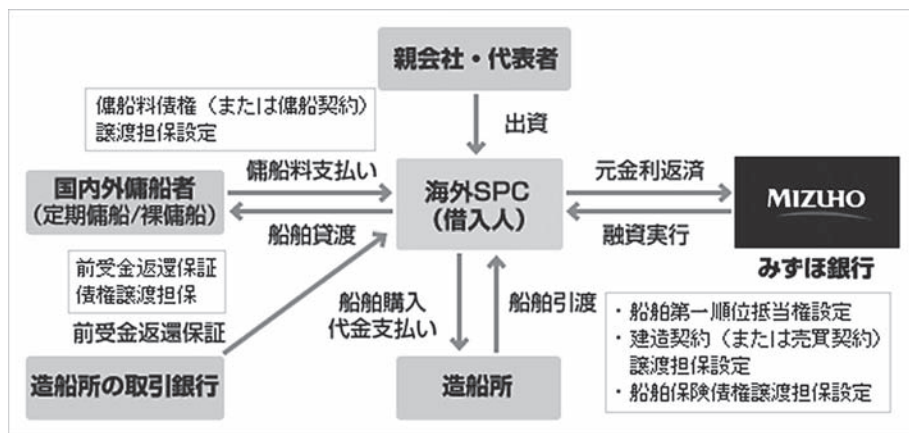 親会社・代表者
傭船料債権（または傭船契約）
譲渡担保設定
出資
国内外傭船者
(定期傭船/裸傭船)
傭船料支払い
船舶貸渡
海外SPC
(借入人)
元金利返済
融資実行
MIZUHO
みずほ銀行
前受金返還保証
債権譲渡担保
前受金返還保証
船舶購入
代金支払い
船舶引渡
・船舶第一順位抵当権設定
・建造契約（または売買契約）
譲渡担保設定
・船舶保険債権譲渡担保設定
造船所の取引銀行
造船所